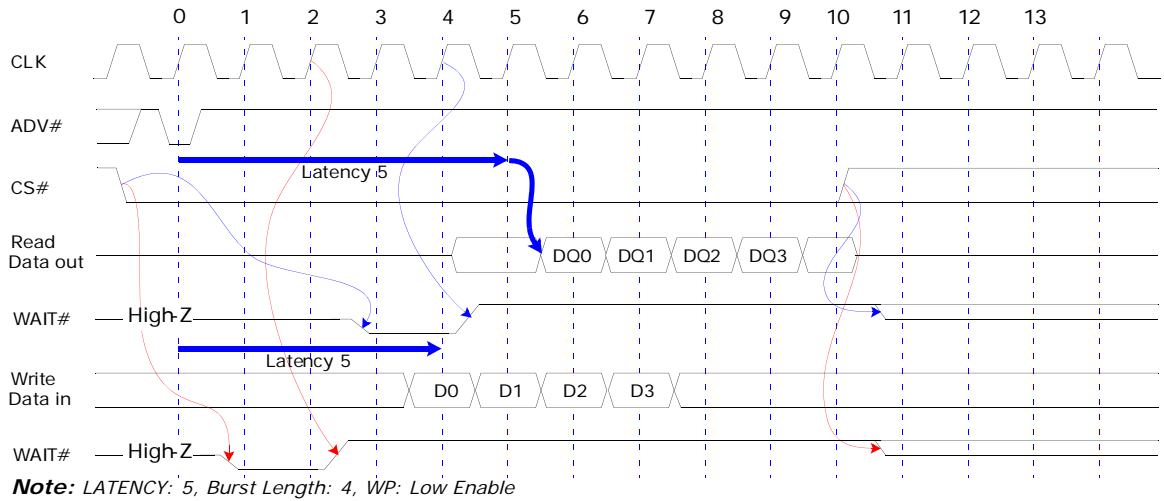 0 1 2 3 4 5 6 7 8 9 10 11 12 13
CLK
ADV#
Latency 5
CS#
Read
Data out
DQ0 DQ1 DQ2 DQ3
High-Z
WAIT#
Latency 5
Write
Data in
D0 D1 D2 D3
High-Z
WAIT#
Note: LATENCY: 5, Burst Length: 4, WP: Low Enable